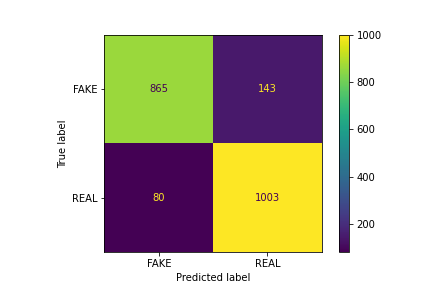 1000
FAKE 865 143
800
True label
600
REAL 80 1003
400
200
FAKE REAL
Predicted label